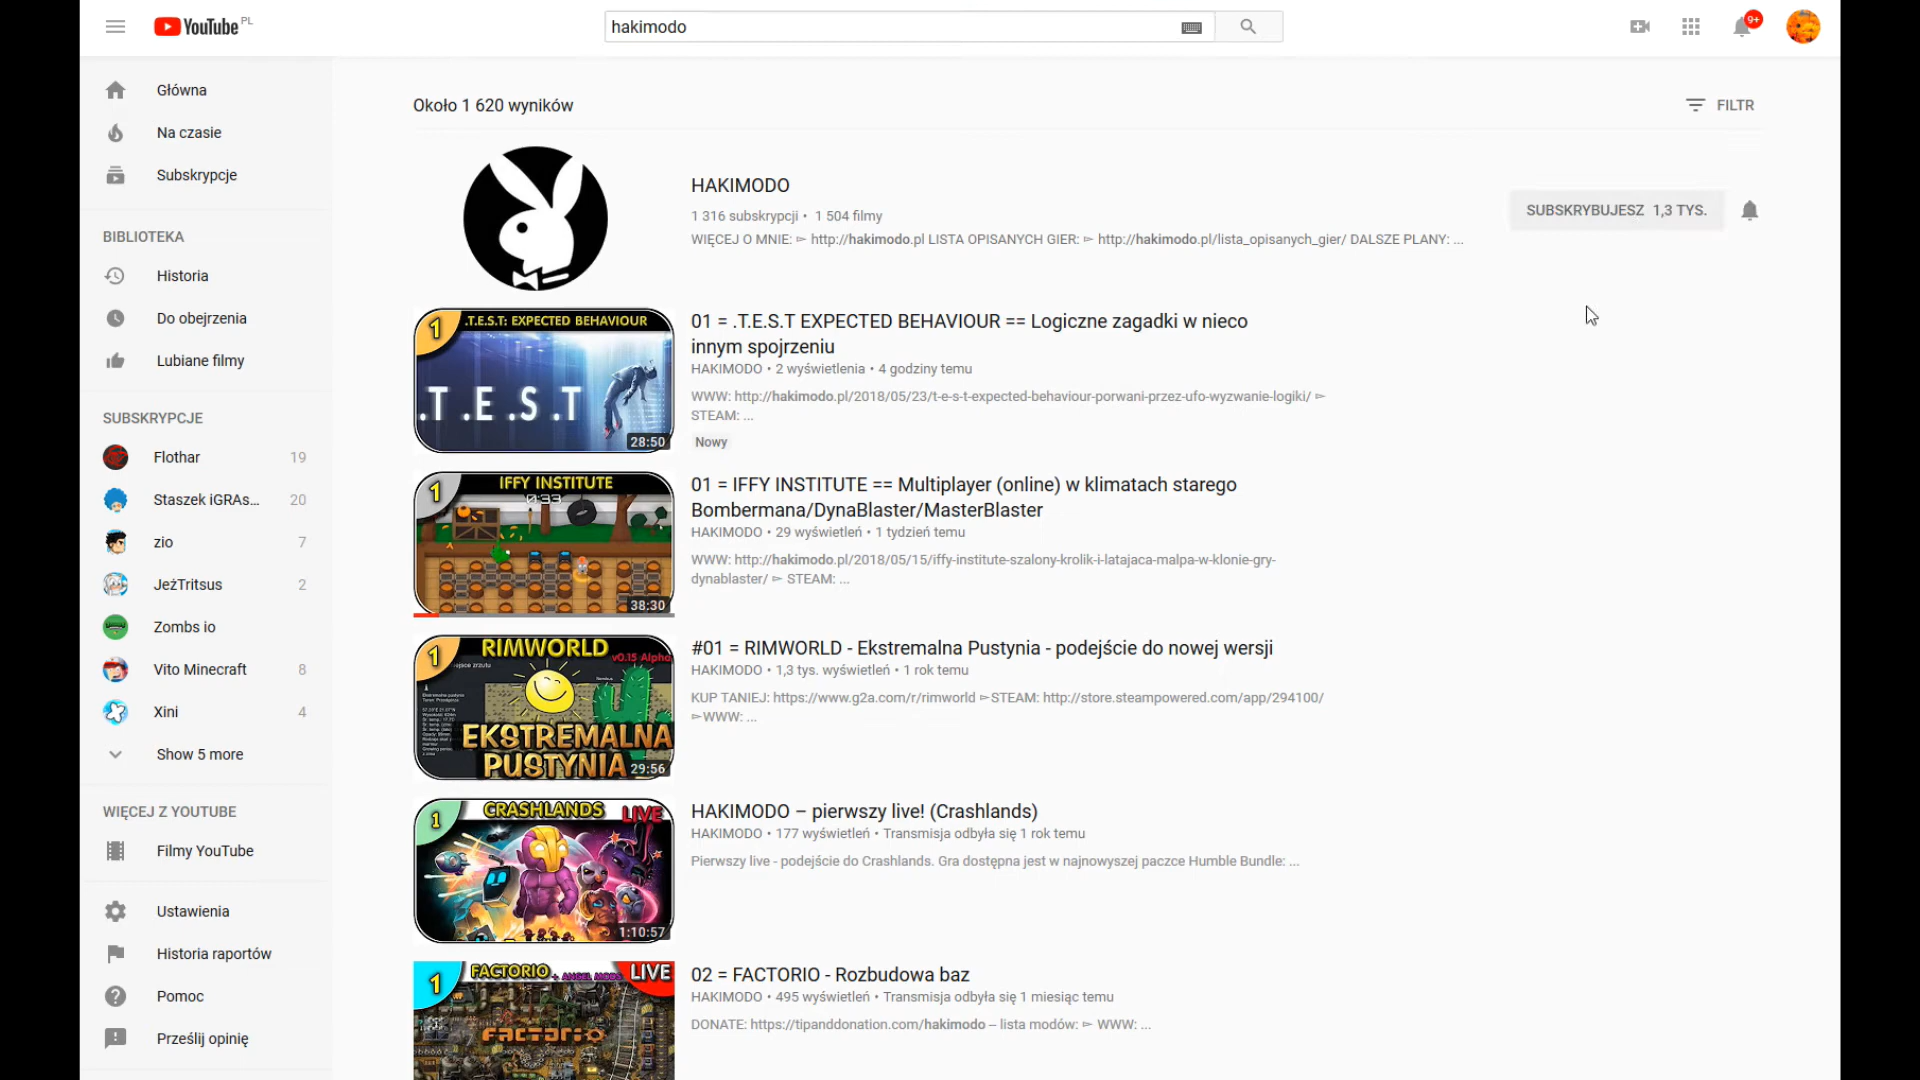 YouTube PL
hakimodo
9+
Główna
Na czasie
Subskrypcje
BIBLIOTEKA
Historia
Do obejrzenia
Lubiane filmy
SUBSKRYPCJE
Flothar 19
Staszek iGRAs... 20
zio 7
JeżTritsus 2
Zombs io
Vito Minecraft 8
Xini 4
Show 5 more
WIĘCEJ Z YOUTUBE
Filmy YouTube
Ustawienia
Historia raportów
Pomoc
Prześlij opinię
Około 1 620 wyników
FILTR
HAKIMODO
1 316 subskrypcji • 1 504 filmy
WIĘCEJ O MNIE: ➢ http://hakimodo.pl LISTA OPISANYCH GIER: ➢ http://hakimodo.pl/lista_opisanych_gier/ DALSZE PLANY: ...
SUBSKRYBUJESZ 1,3 TYS.
1
.T.E.S.T: EXPECTED BEHAVIOUR
.T.E.S.T
28:50
01 = .T.E.S.T EXPECTED BEHAVIOUR == Logiczne zagadki w nieco
innym spojrzeniu
HAKIMODO • 2 wyświetlenia • 4 godziny temu
WWW: http://hakimodo.pl/2018/05/23/t-e-s-t-expected-behaviour-porwani-przez-ufo-wyzwanie-logiki/ ➢
STEAM: ...
Nowy
1
IFFY INSTITUTE
0:33
38:30
01 = IFFY INSTITUTE == Multiplayer (online) w klimatach starego
Bombermana/DynaBlaster/MasterBlaster
HAKIMODO • 29 wyświetleń • 1 tydzień temu
WWW: http://hakimodo.pl/2018/05/15/iffy-institute-szalony-krolik-i-latajaca-malpa-w-klonie-gry-
dynablaster/ ➢ STEAM: ...
1
RIMWORLD
v0.15 Alpha
EKSTREMALNA
PUSTYNIA
29:56
#01 = RIMWORLD - Ekstremalna Pustynia - podejście do nowej wersji
HAKIMODO • 1,3 tys. wyświetleń • 1 rok temu
KUP TANIEJ: https://www.g2a.com/r/rimworld ➢STEAM: http://store.steampowered.com/app/294100/
➢WWW: ...
1
CRASHLANDS
LIVE
1:10:57
HAKIMODO – pierwszy live! (Crashlands)
HAKIMODO • 177 wyświetleń • Transmisja odbyła się 1 rok temu
Pierwszy live - podejście do Crashlands. Gra dostępna jest w najnowyszej paczce Humble Bundle: ...
1
FACTORIO + ANGEL MODS
LIVE
FACTORIO
02 = FACTORIO - Rozbudowa baz
HAKIMODO • 495 wyświetleń • Transmisja odbyła się 1 miesiąc temu
DONATE: https://tipanddonation.com/hakimodo – lista modów: ➢ WWW: ...